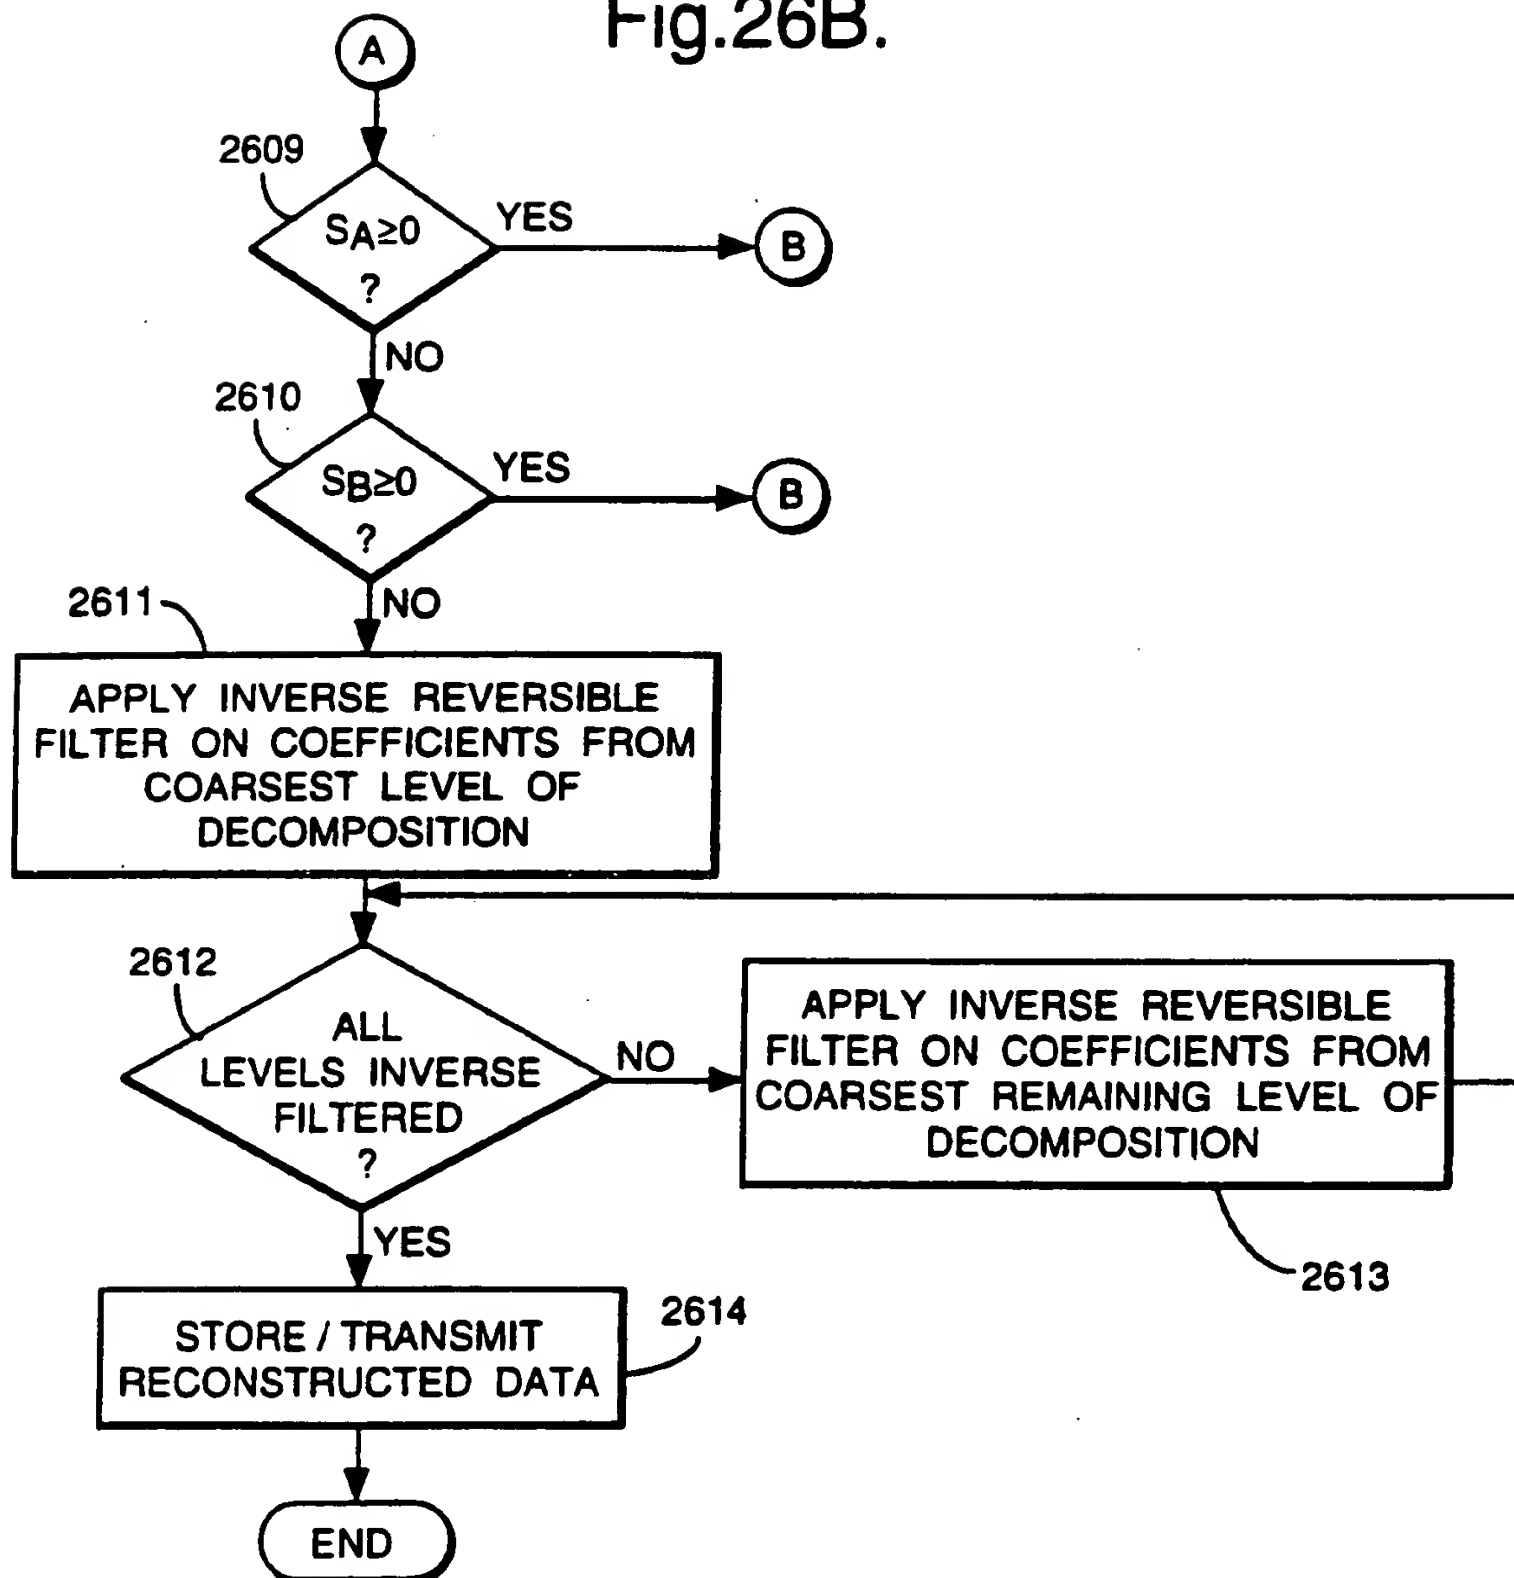 Fig.26B.
A
2609
SA≥0
?
YES
B
NO
2610
SB≥0
?
YES
B
NO
2611
APPLY INVERSE REVERSIBLE
FILTER ON COEFFICIENTS FROM
COARSEST LEVEL OF
DECOMPOSITION
2612
ALL
LEVELS INVERSE
FILTERED
?
NO
APPLY INVERSE REVERSIBLE
FILTER ON COEFFICIENTS FROM
COARSEST REMAINING LEVEL OF
DECOMPOSITION
2613
YES
STORE / TRANSMIT
RECONSTRUCTED DATA
2614
END